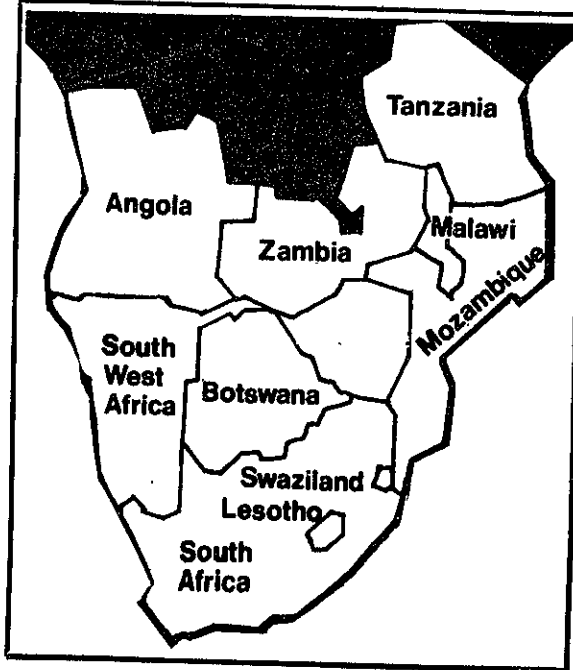 Tanzania
Angola
Malawi
Zambia
Mozambique
South
West
Africa
Botswana
Swaziland
Lesotho
South
Africa